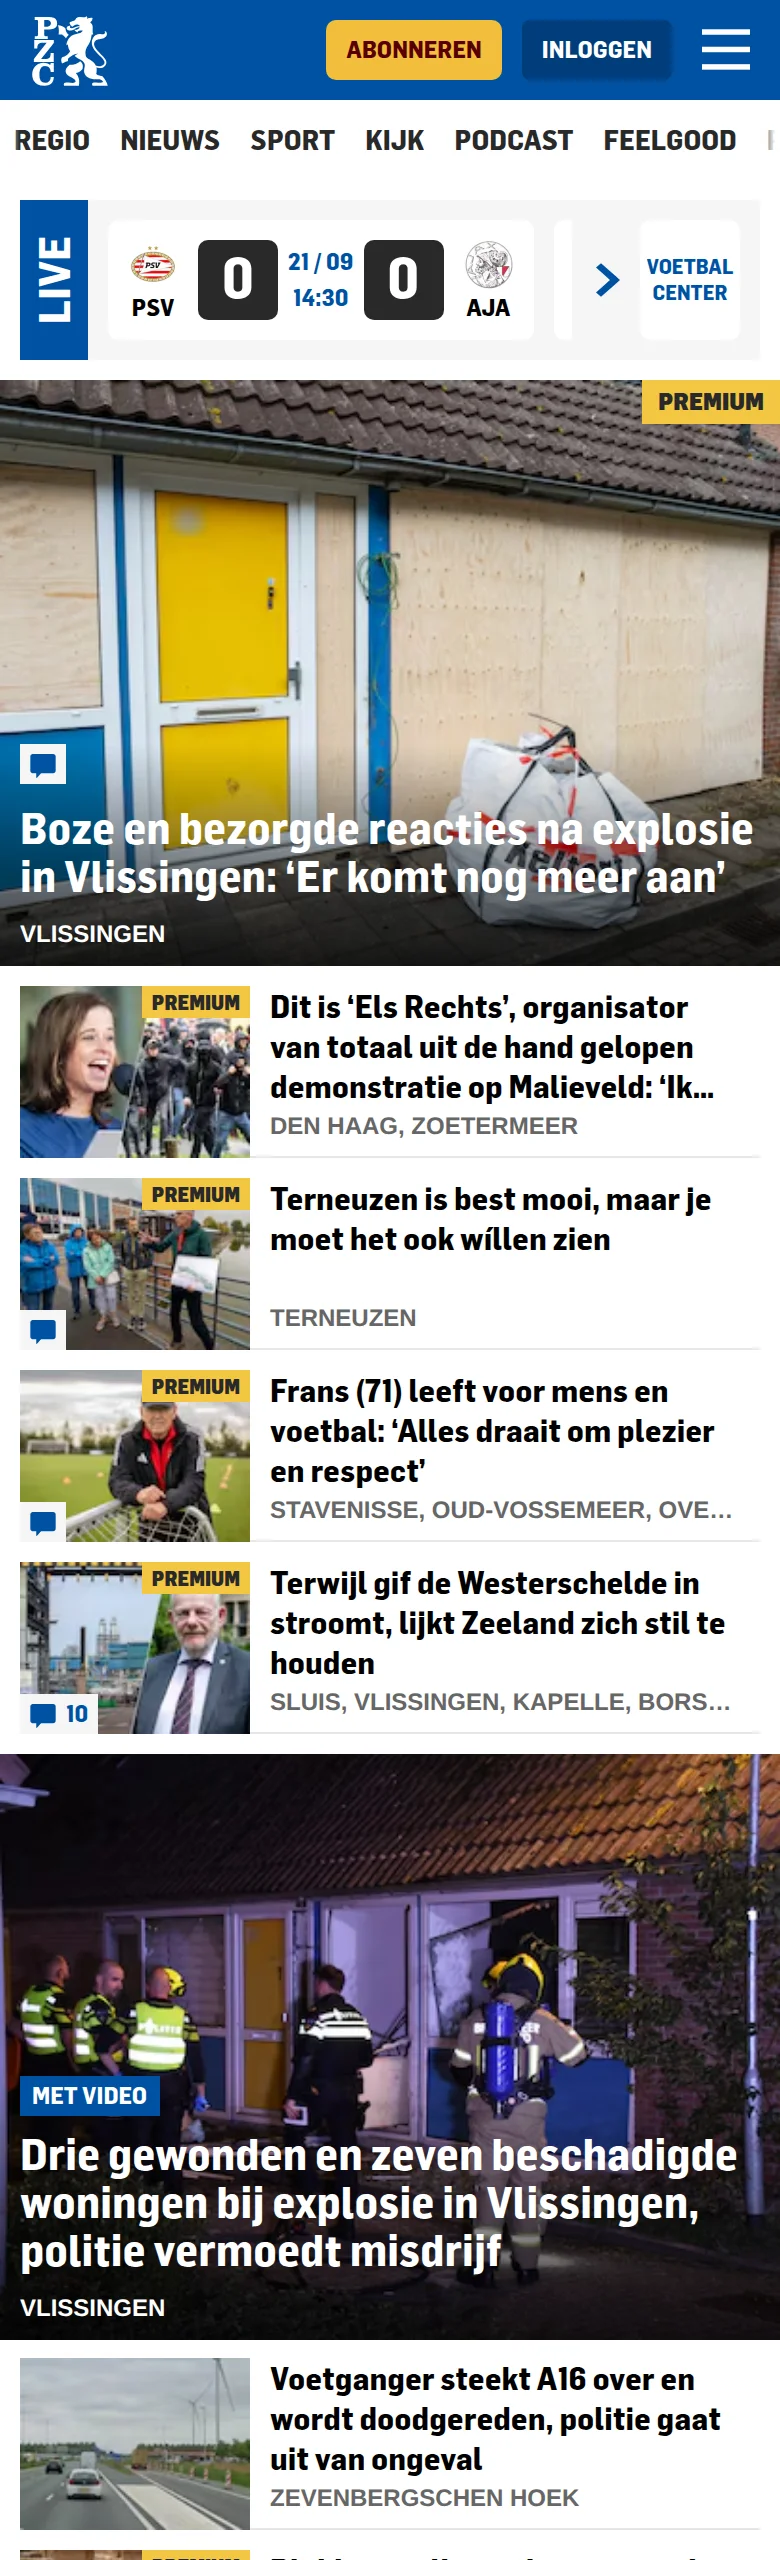 PZC
ABONNEREN
INLOGGEN
REGIO NIEUWS SPORT KIJK PODCAST FEELGOOD
LIVE
PSV
PSV
0
21 / 09
14:30
0
AJA
VOETBAL
CENTER
PREMIUM
Boze en bezorgde reacties na explosie
in Vlissingen: ‘Er komt nog meer aan’
VLISSINGEN
PREMIUM
Dit is ‘Els Rechts’, organisator
van totaal uit de hand gelopen
demonstratie op Malieveld: ‘Ik...
DEN HAAG, ZOETERMEER
PREMIUM
Terneuzen is best mooi, maar je
moet het ook wíllen zien
TERNEUZEN
PREMIUM
Frans (71) leeft voor mens en
voetbal: ‘Alles draait om plezier
en respect’
STAVENISSE, OUD-VOSSEMEER, OVE...
PREMIUM
10
Terwijl gif de Westerschelde in
stroomt, lijkt Zeeland zich stil te
houden
SLUIS, VLISSINGEN, KAPELLE, BORS...
MET VIDEO
Drie gewonden en zeven beschadigde
woningen bij explosie in Vlissingen,
politie vermoedt misdrijf
VLISSINGEN
Voetganger steekt A16 over en
wordt doodgereden, politie gaat
uit van ongeval
ZEVENBERGSCHEN HOEK